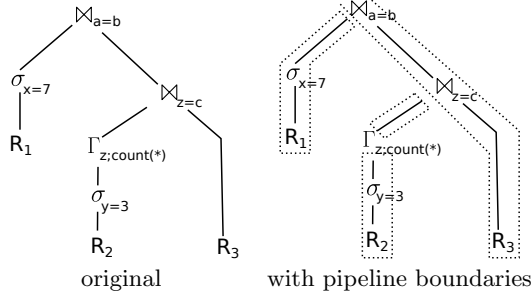 ⋈a=b
σx=7
⋈z=c
R1
Γz;count(*)
σy=3
R2
R3
original
⋈a=b
σx=7
⋈z=c
R1
Γz;count(*)
σy=3
R2
R3
with pipeline boundaries